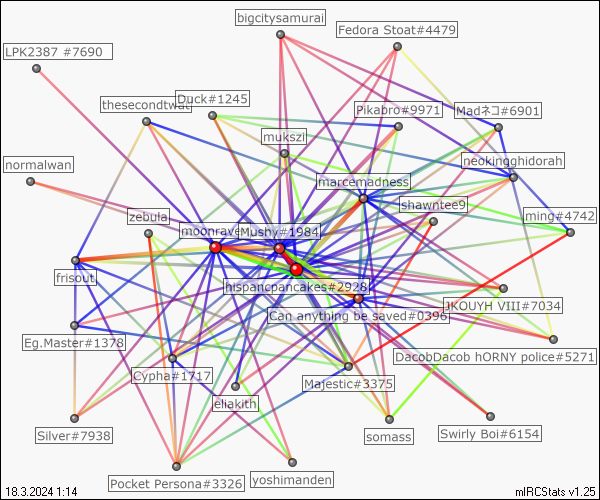 bigcitysamurai
Fedora Stoat#4479
LPK2387 #7690
thesecondtwat
Duck#1245
Pikabro#9971
Madネコ#6901
mukszi
neokingghidorah
normalwan
marcemadness
shawntee9
zebula
ming#4742
moonrave
Mushy#1984
frisout
hispancpancakes#2928
JKOUYH VIII#7034
Can anything be saved#0396
Eg.Master#1378
DacobDacob hORNY police#5271
Cypha#1717
Majestic#3375
eliakith
Silver#7938
somass
Swirly Boi#6154
Pocket Persona#3326
yoshimanden
18.3.2024 1:14
mIRCStats v1.25